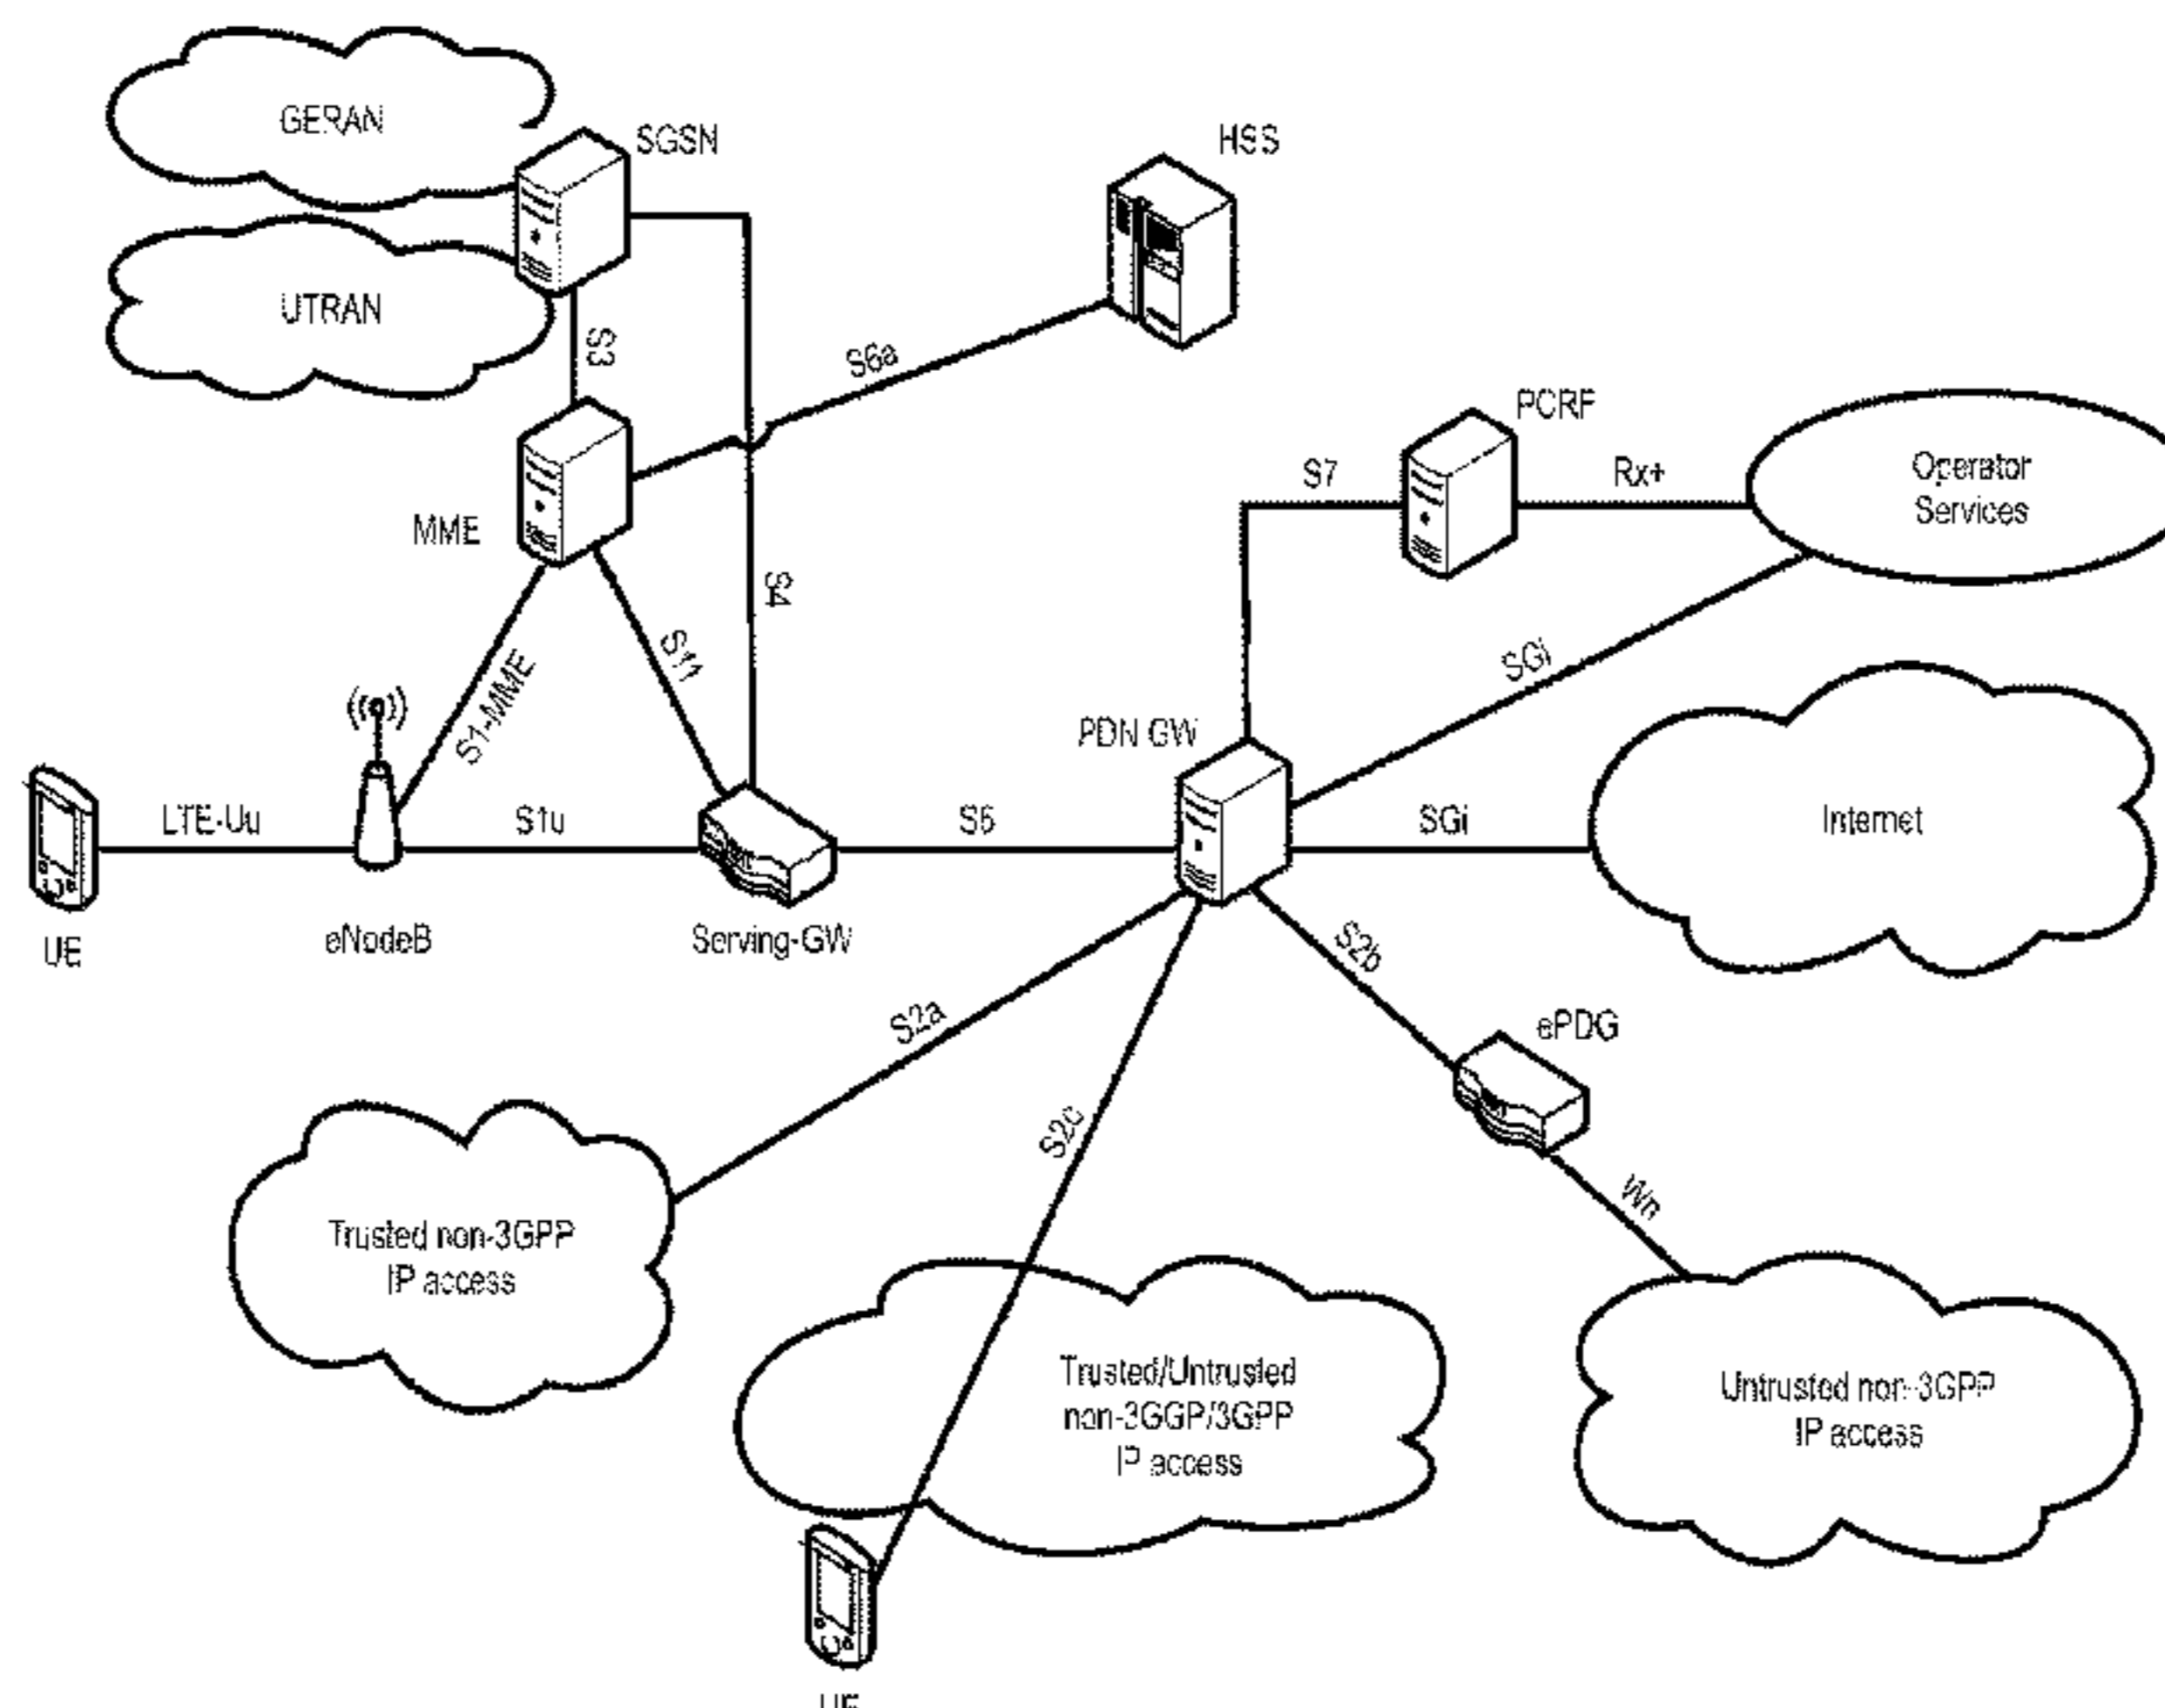 GERAN
SGSN
HSS
UTRAN
S3
S6a
PCRF
S7
Rx+
Operator
Services
MME
S4
S11
S1-MME
SGi
PDN GW
LTE-Uu
S1u
S5
SGi
Internet
UE
eNodeB
Serving-GW
S2b
S2a
ePDG
S2c
Wn
Trusted non-3GPP
IP access
Trusted/Untrusted
non-3GGP/3GPP
IP access
Untrusted non-3GPP
IP access
UE